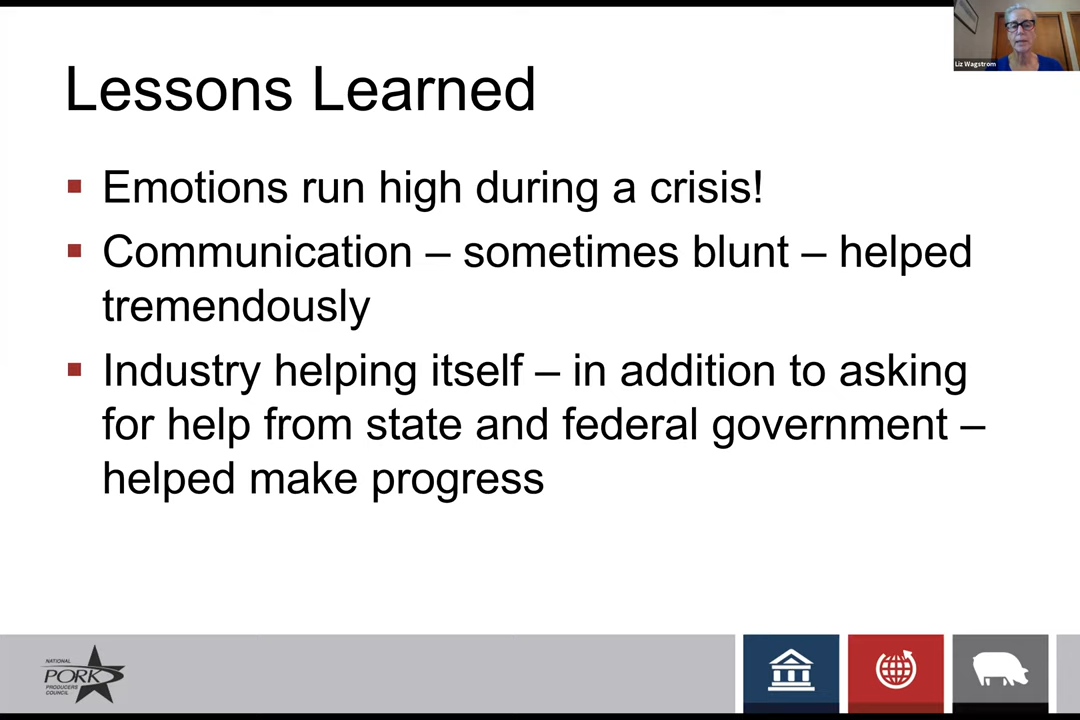 Liz Wagstrom
Lessons Learned
Emotions run high during a crisis!
Communication – sometimes blunt – helped
tremendously
Industry helping itself – in addition to asking
for help from state and federal government –
helped make progress
NATIONAL
PORK
PRODUCERS
COUNCIL